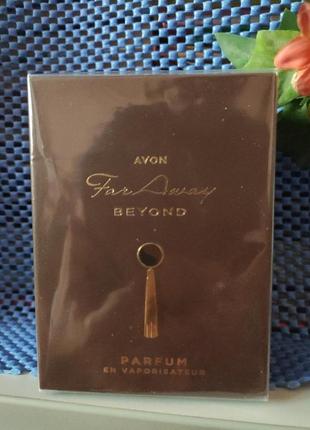 AVON
Far Away
BEYOND
PARFUM
EN VAPORISATEUR